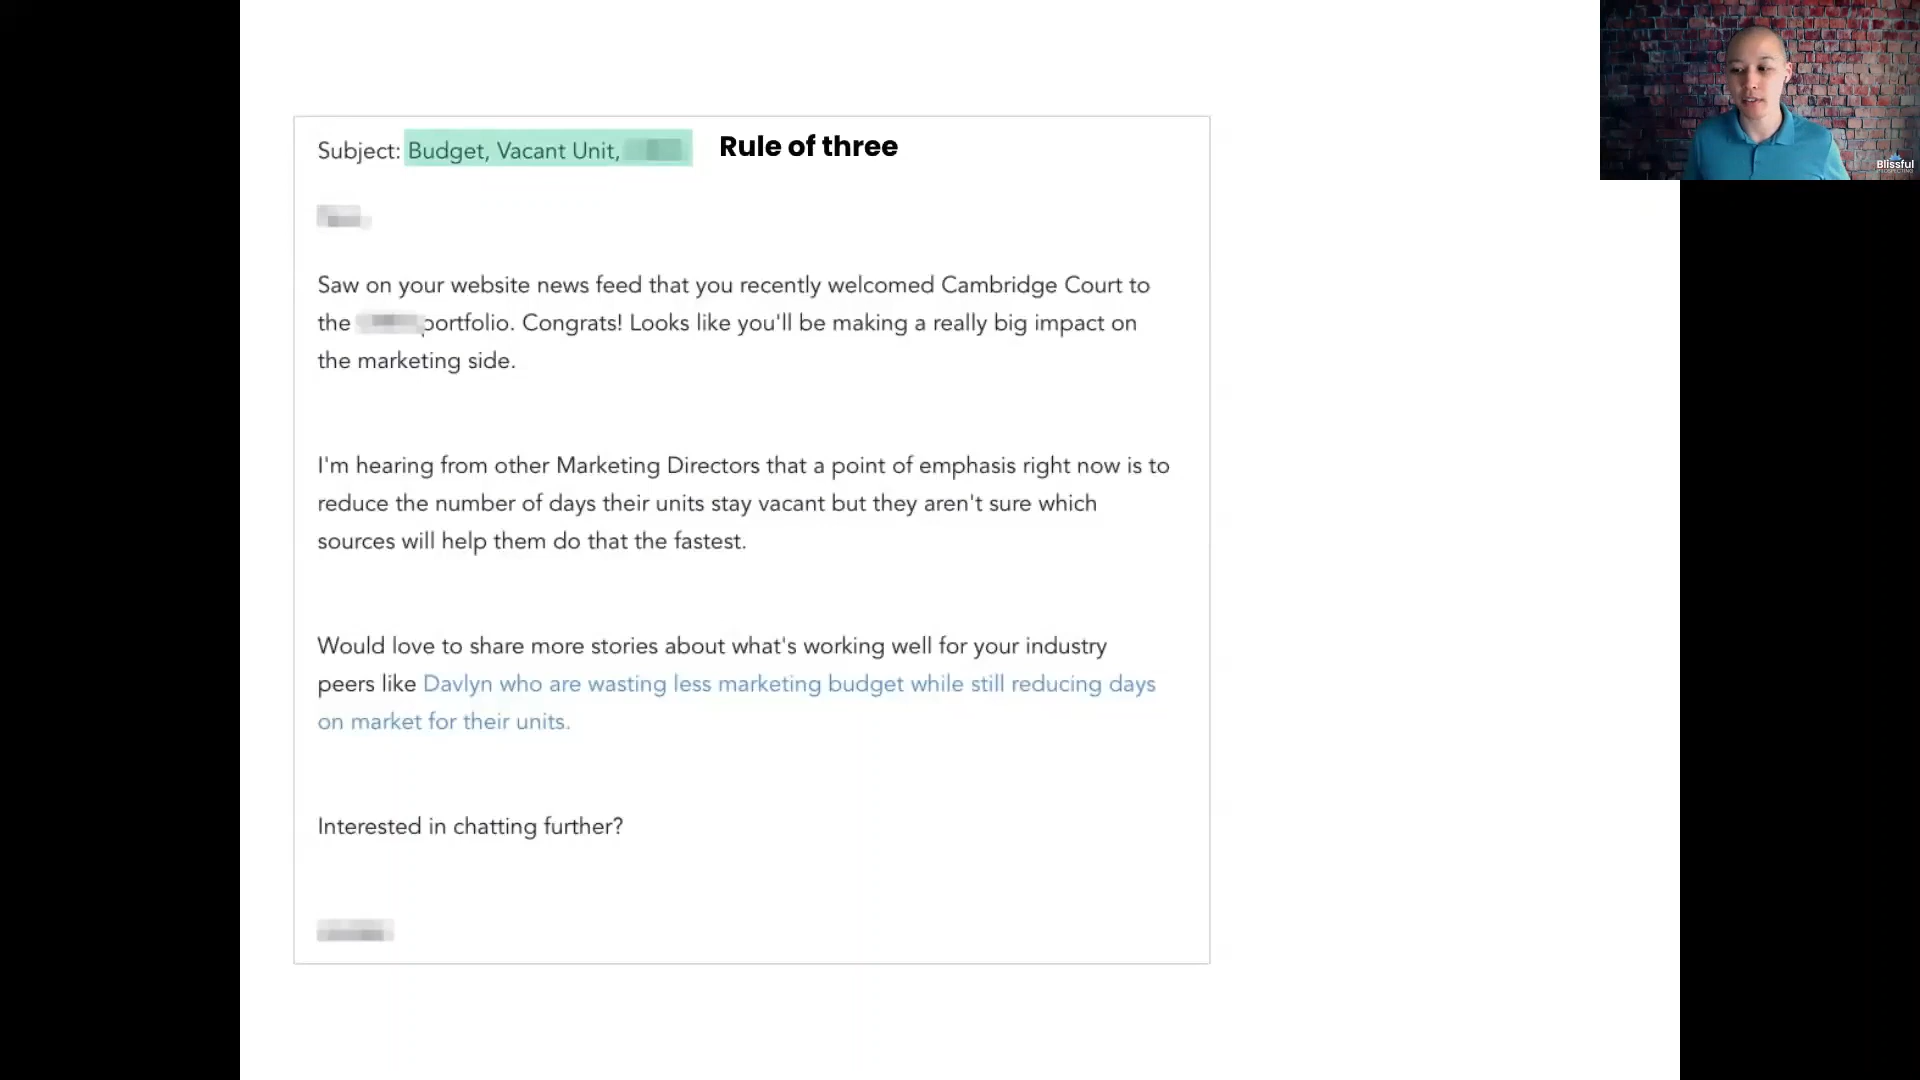 Subject: Budget, Vacant Unit,
Rule of three
Saw on your website news feed that you recently welcomed Cambridge Court to
the portfolio. Congrats! Looks like you'll be making a really big impact on
the marketing side.
I'm hearing from other Marketing Directors that a point of emphasis right now is to
reduce the number of days their units stay vacant but they aren't sure which
sources will help them do that the fastest.
Would love to share more stories about what's working well for your industry
peers like Davlyn who are wasting less marketing budget while still reducing days
on market for their units.
Interested in chatting further?
Blissful
PROSPECTING